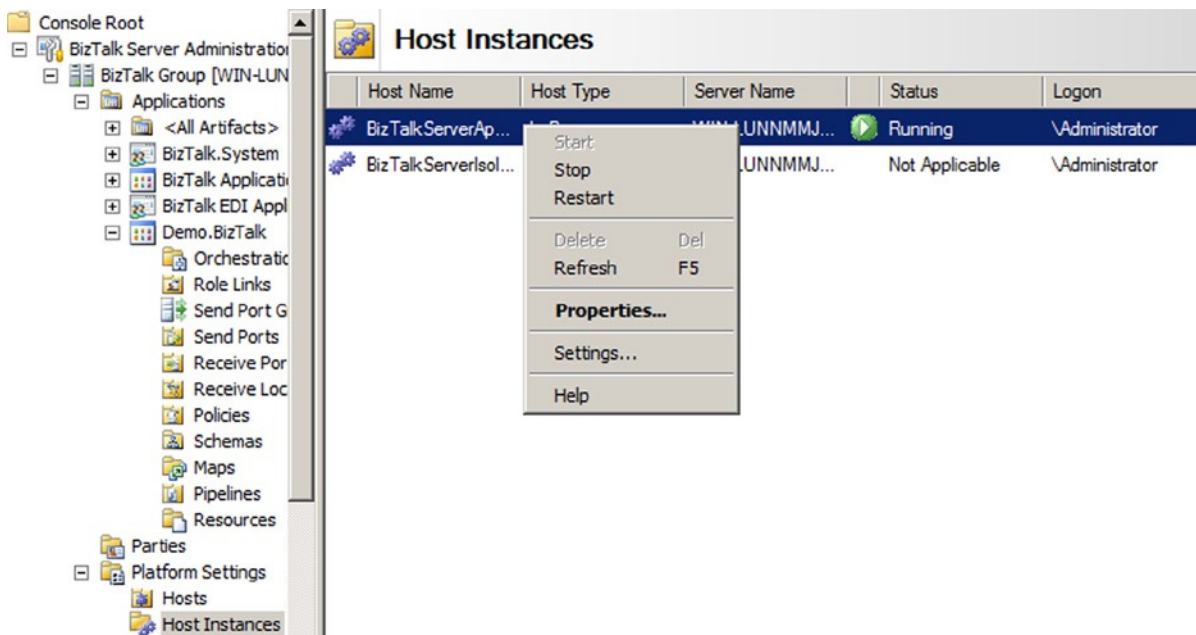 Console Root
BizTalk Server Administration
BizTalk Group [WIN-LUN
Applications
<All Artifacts>
BizTalk.System
BizTalk Applicati
BizTalk EDI Appl
Demo.BizTalk
Orchestratic
Role Links
Send Port G
Send Ports
Receive Por
Receive Loc
Policies
Schemas
Maps
Pipelines
Resources
Parties
Platform Settings
Hosts
Host Instances
Host Instances
Host Name Host Type Server Name Status Logon
BizTalkServerAp... LUNNMMJ... Running \Administrator
BizTalkServerIsol... LUNNMMJ... Not Applicable \Administrator
Start
Stop
Restart
Delete Del
Refresh F5
Properties...
Settings...
Help